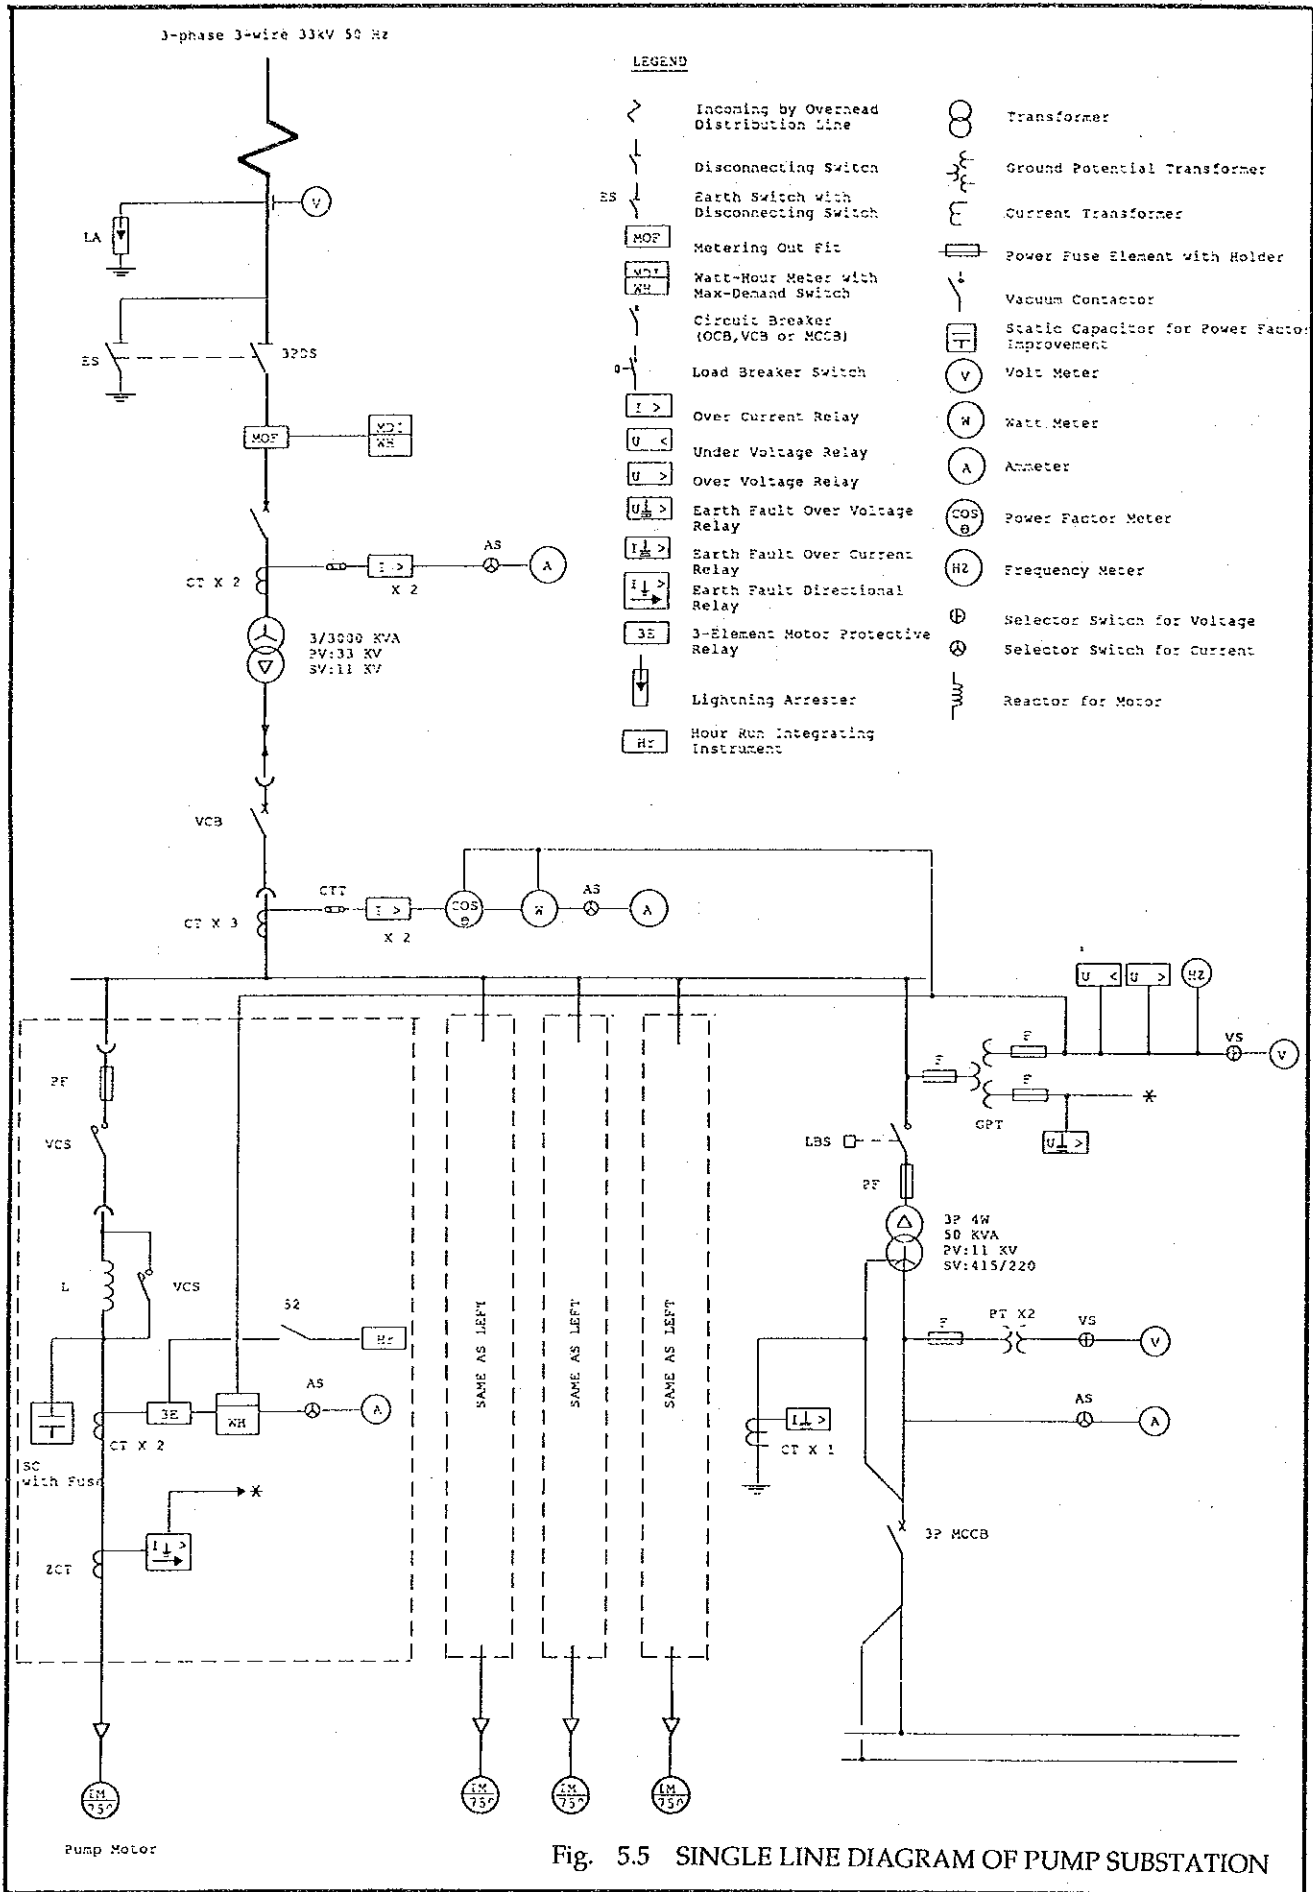 3-phase 3-wire 33kV 50 Hz
LEGEND
Incoming by Overhead
Distribution Line
Disconnecting Switch
ES
Earth Switch with
Disconnecting Switch
MOF
Metering Out Fit
MDI
WH
Watt-Hour Meter with
Max-Demand Switch
Circuit Breaker
(OCB,VCB or MCCB)
Load Breaker Switch
I >
Over Current Relay
U <
Under Voltage Relay
U >
Over Voltage Relay
U >
Earth Fault Over Voltage
Relay
I >
Earth Fault Over Current
Relay
I >
Earth Fault Directional
Relay
3E
3-Element Motor Protective
Relay
Lightning Arrester
Hr
Hour Run Integrating
Instrument
Transformer
Ground Potential Transformer
Current Transformer
Power Fuse Element with Holder
Vacuum Contactor
Static Capacitor for Power Factor
Improvement
V
Volt Meter
W
Watt Meter
A
Ammeter
COS
θ
Power Factor Meter
HZ
Frequency Meter
Selector Switch for Voltage
Selector Switch for Current
Reactor for Motor
V
LA
ES
3PDS
MOF
MDI
WH
CT X 2
I >
X 2
AS
A
3/3000 KVA
PV:33 KV
SV:11 KV
VCB
CT X 3
CTT
I >
X 2
COS
θ
W
AS
A
U <
U >
HZ
VS
V
F
F
F
GPT
*
U >
PF
VCS
L
VCS
52
Hr
3E
WH
AS
A
CT X 2
SC
with Fuse
*
I >
ZCT
SAME AS LEFT
SAME AS LEFT
SAME AS LEFT
LBS
PF
3P 4W
50 KVA
PV:11 KV
SV:415/220
F
PT X2
VS
V
AS
A
I >
CT X 1
3P MCCB
IM
750
IM
750
IM
750
IM
750
Pump Motor
Fig. 5.5 SINGLE LINE DIAGRAM OF PUMP SUBSTATION